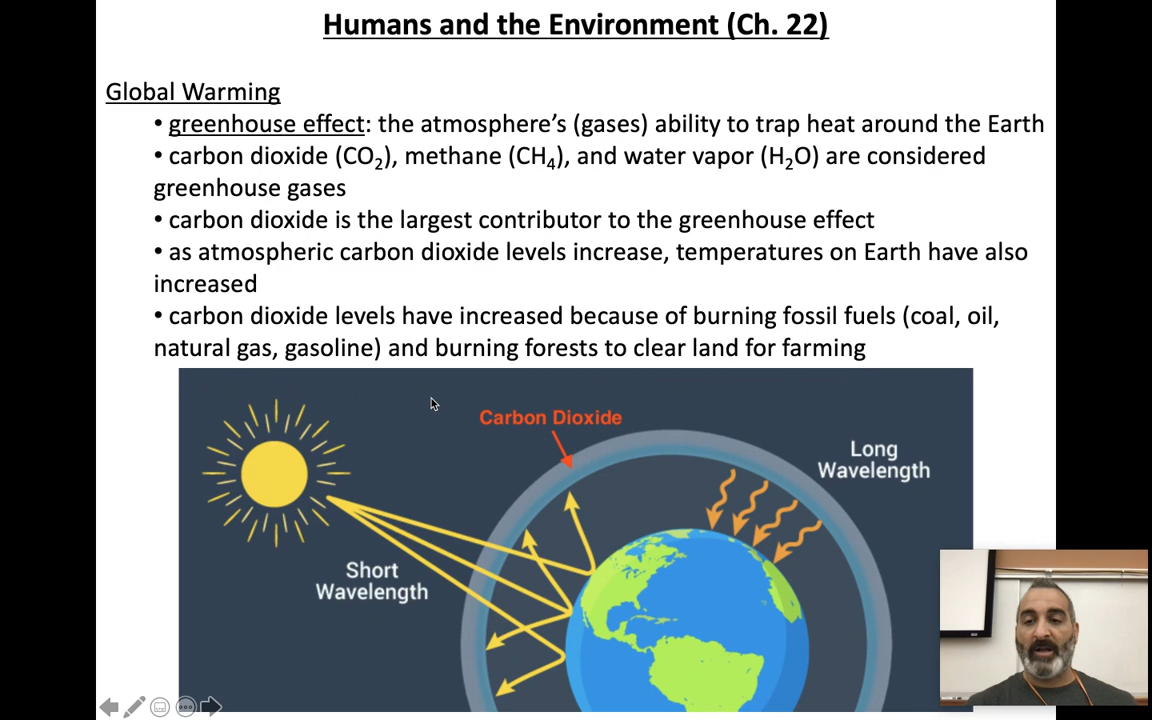 Humans and the Environment (Ch. 22)
Global Warming
• greenhouse effect: the atmosphere’s (gases) ability to trap heat around the Earth
• carbon dioxide (CO₂), methane (CH₄), and water vapor (H₂O) are considered
greenhouse gases
• carbon dioxide is the largest contributor to the greenhouse effect
• as atmospheric carbon dioxide levels increase, temperatures on Earth have also
increased
• carbon dioxide levels have increased because of burning fossil fuels (coal, oil,
natural gas, gasoline) and burning forests to clear land for farming
Carbon Dioxide
Long
Wavelength
Short
Wavelength